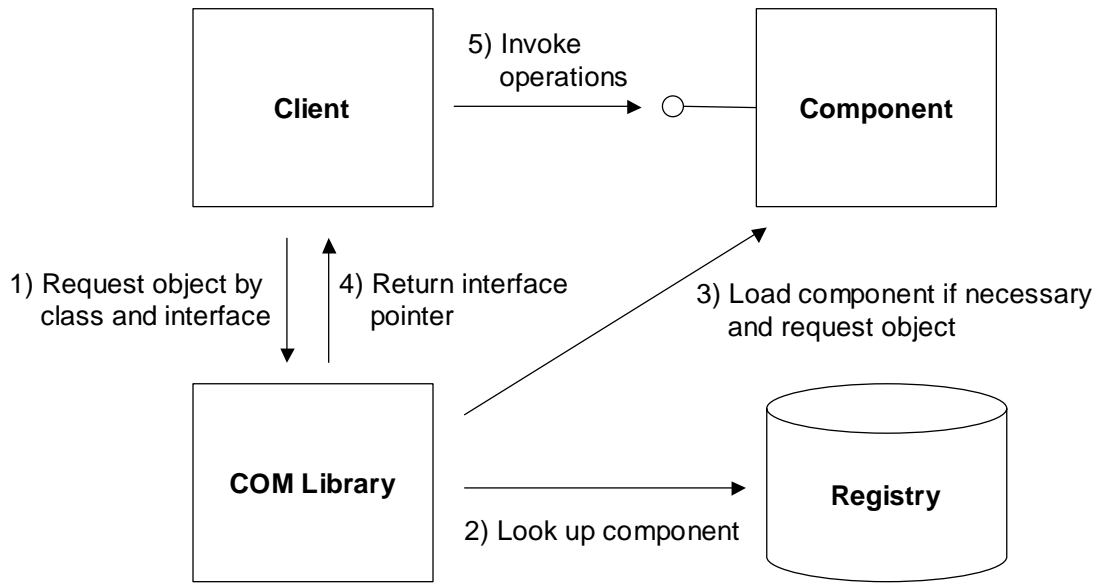 5) Invoke
operations
Client
Component
1) Request object by
class and interface
4) Return interface
pointer
3) Load component if necessary
and request object
COM Library
Registry
2) Look up component